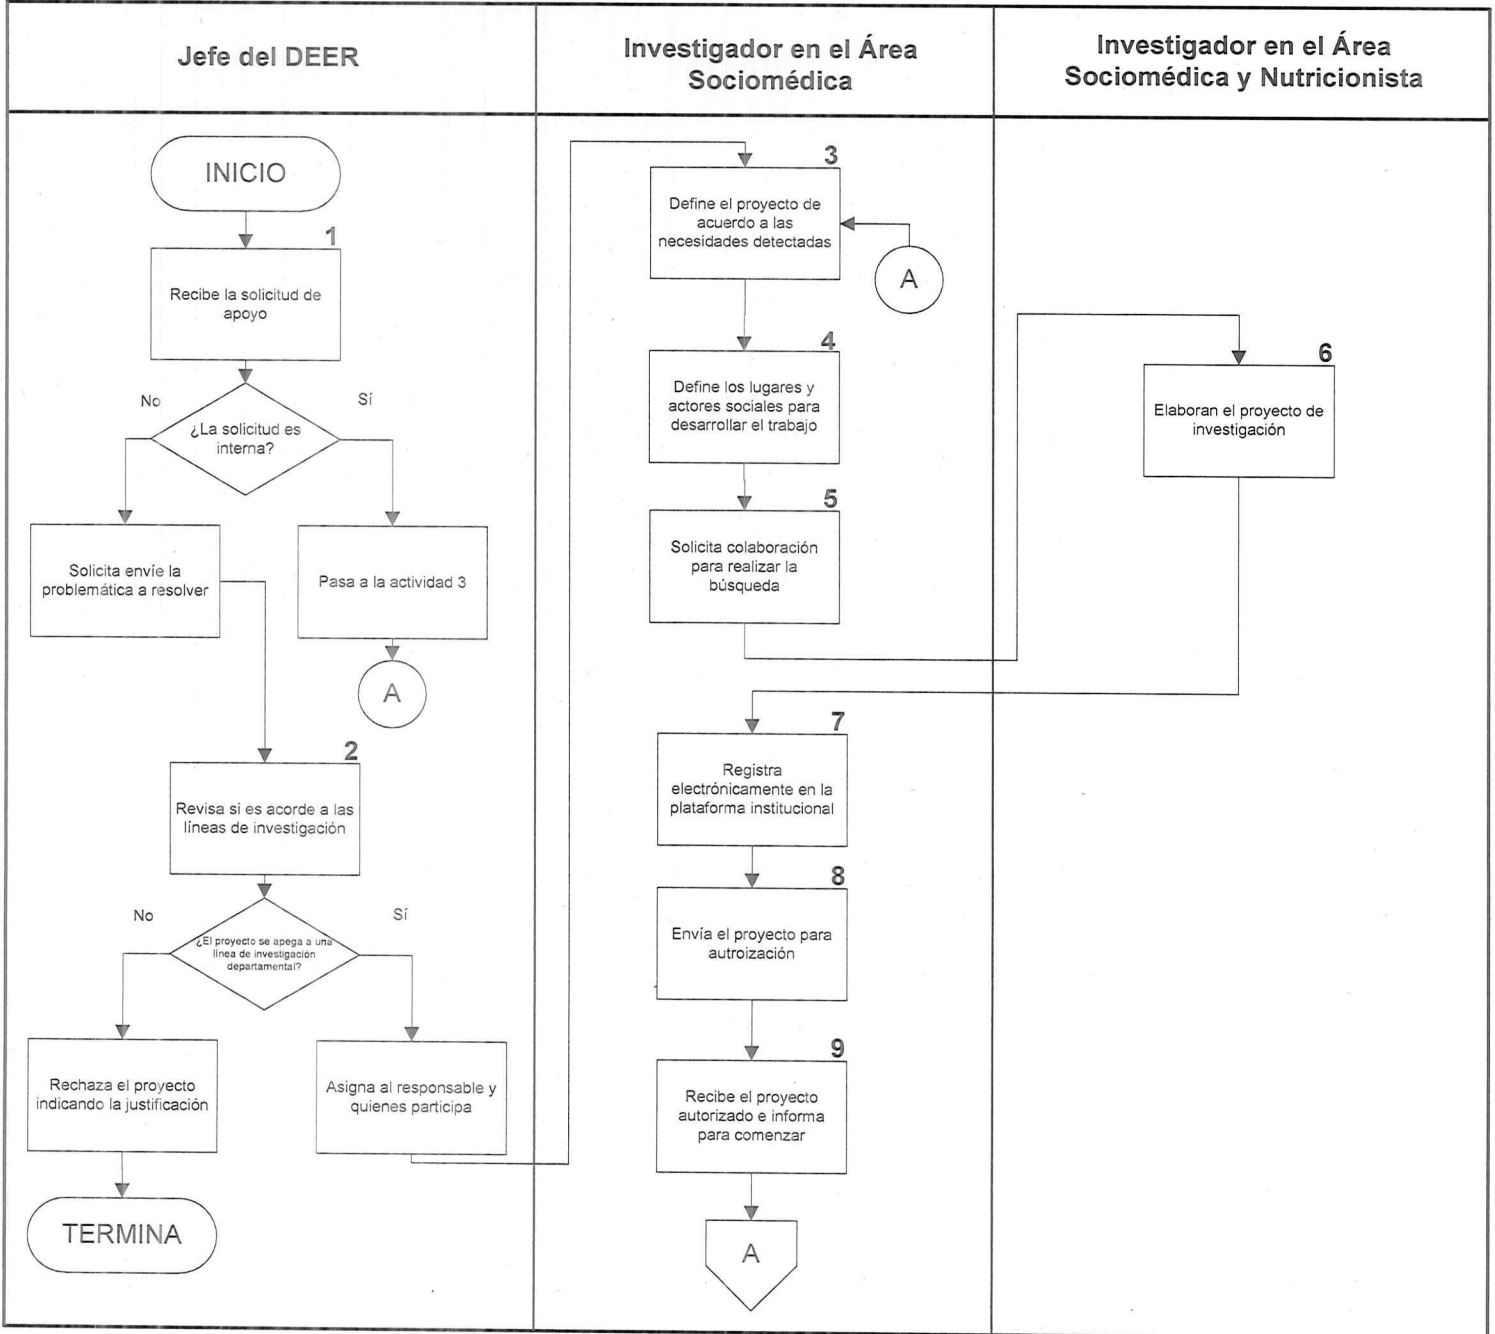 Jefe del DEER
Investigador en el Área
Sociomédica
Investigador en el Área
Sociomédica y Nutricionista
INICIO
1
Recibe la solicitud de
apoyo
No
Sí
¿La solicitud es
interna?
Solicita envíe la
problemática a resolver
Pasa a la actividad 3
A
2
Revisa si es acorde a las
líneas de investigación
No
Sí
¿El proyecto se apega a una
línea de investigación
departamental?
Rechaza el proyecto
indicando la justificación
Asigna al responsable y
quienes participa
TERMINA
3
Define el proyecto de
acuerdo a las
necesidades detectadas
A
4
Define los lugares y
actores sociales para
desarrollar el trabajo
5
Solicita colaboración
para realizar la
búsqueda
6
Elaboran el proyecto de
investigación
7
Registra
electrónicamente en la
plataforma institucional
8
Envía el proyecto para
autroización
9
Recibe el proyecto
autorizado e informa
para comenzar
A